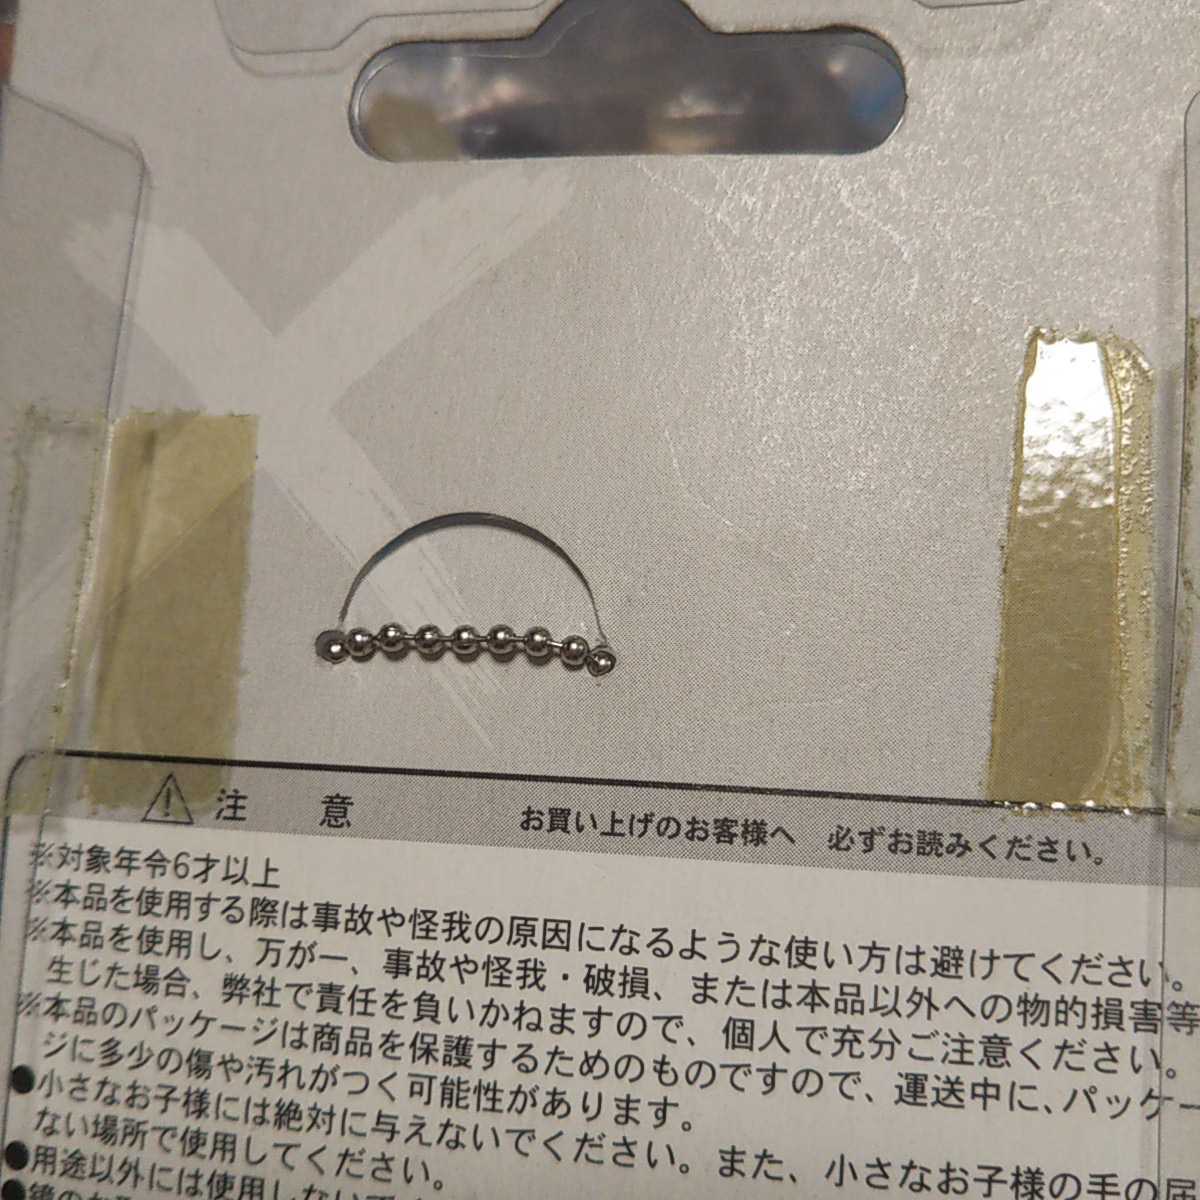 注 意 お買い上げのお客様へ 必ずお読みください。
※対象年令6才以上
※本品を使用する際は事故や怪我の原因になるような使い方は避けてください。
※本品を使用し、万が一、事故や怪我・破損、または本品以外への物的損害等
生じた場合、弊社で責任を負いかねますので、個人で充分ご注意ください。
※本品のパッケージは商品を保護するためのものですので、運送中に、パッケー
ジに多少の傷や汚れがつく可能性があります。
●小さなお子様には絶対に与えないでください。また、小さなお子様の手の届
ない場所で使用してください。
●用途以外には使用しない